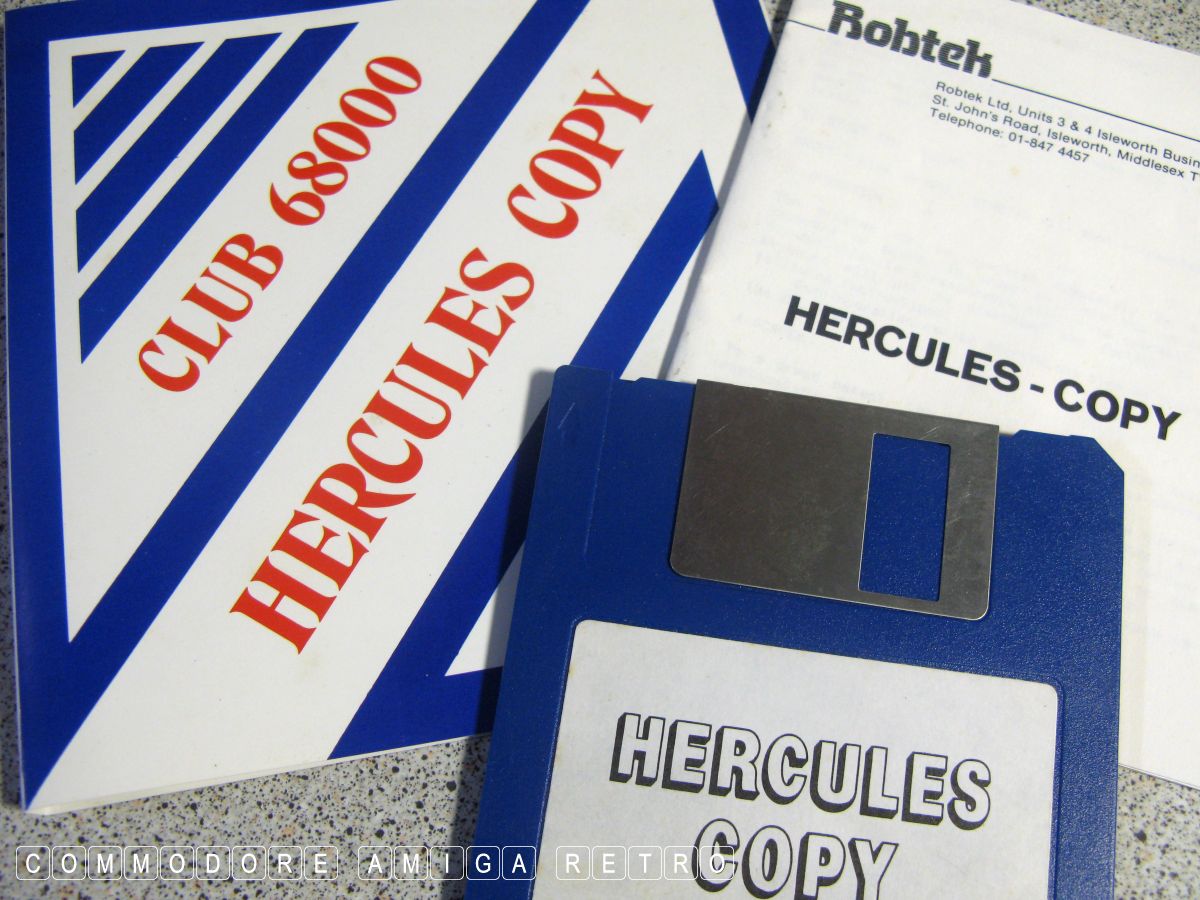 CLUB 68000
HERCULES COPY
Robtek
Robtek Ltd, Units 3 & 4 Isleworth
St. John's Road, Isleworth, Middlesex
Telephone: 01-847 4457
HERCULES - COPY
HERCULES
COPY
COMMODORE AMIGA RETRO